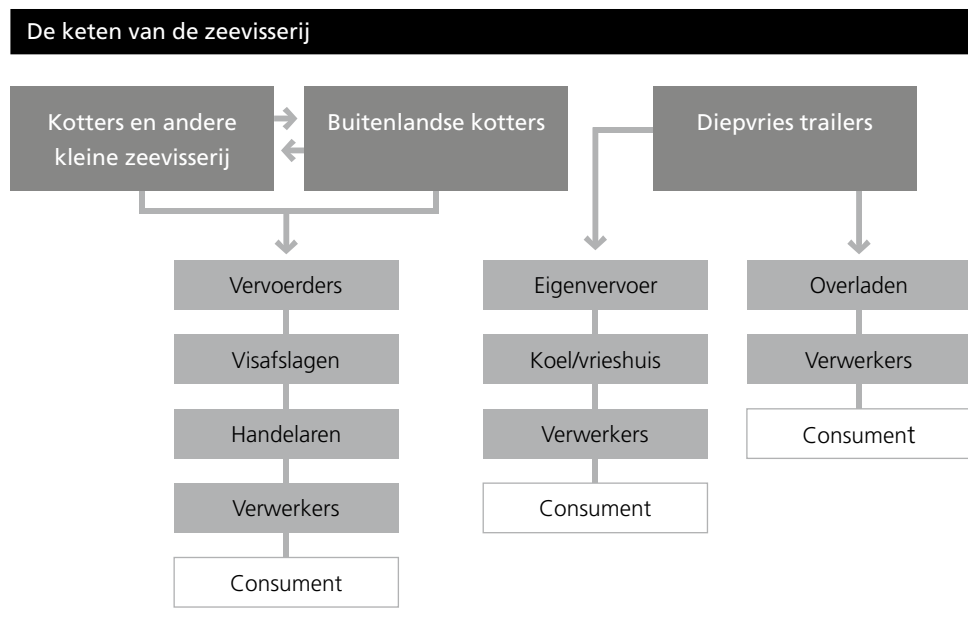 De keten van de zeevisserij
Kotters en andere
kleine zeevisserij
Buitenlandse kotters
Diepvries trailers
Vervoerders
Visafslagen
Handelaren
Verwerkers
Consument
Eigenvervoer
Koel/vrieshuis
Verwerkers
Consument
Overladen
Verwerkers
Consument